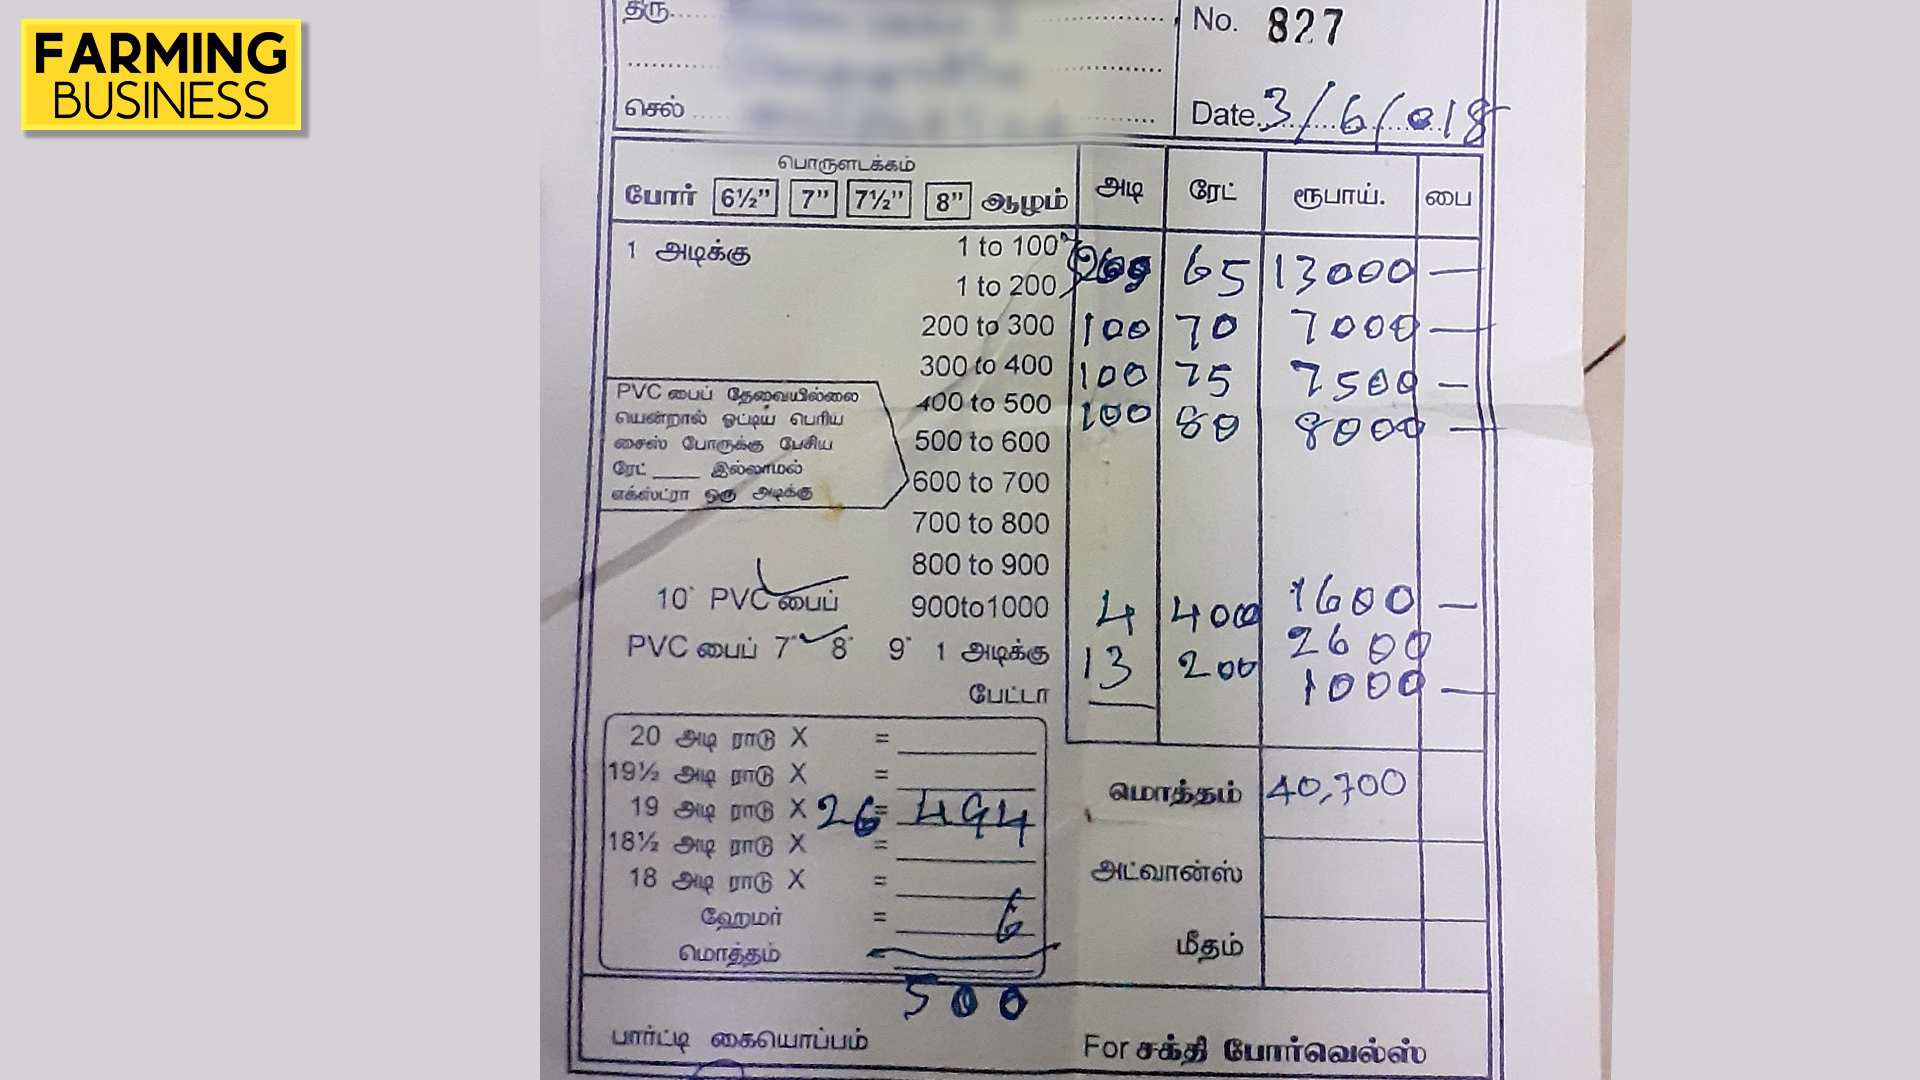 FARMING
BUSINESS
திரு.
No. 827
செல்
Date. 3/6/018
பொருளடக்கம்
போர் 6½" 7" 7½" 8" ஆழம் அடி ரேட் ரூபாய். பை
1 அடிக்கு
1 to 100
1 to 200 200 65 13000 —
200 to 300 100 70 7000 —
300 to 400 100 75 7500 —
400 to 500 100 80 8000 —
500 to 600
600 to 700
700 to 800
800 to 900
900to1000
PVC பைப் தேவையில்லை
யென்றால் ஓட்டிய பெரிய
சைஸ் போருக்கு பேசிய
ரேட் ____ இல்லாமல்
எக்ஸ்ட்ரா ஒரு அடிக்கு
10" PVC பைப் 4 400 1600 —
PVC பைப் 7" 8" 9" 1 அடிக்கு 13 200 2600
பேட்டா 1000 —
20 அடி ராடு X =
19½ அடி ராடு X =
19 அடி ராடு X 26 = 494
18½ அடி ராடு X =
18 அடி ராடு X =
ஹேமர் = 6
மொத்தம்
500
மொத்தம் 40,700
அட்வான்ஸ்
மீதம்
பார்ட்டி கையொப்பம்
For சக்தி போர்வெல்ஸ்